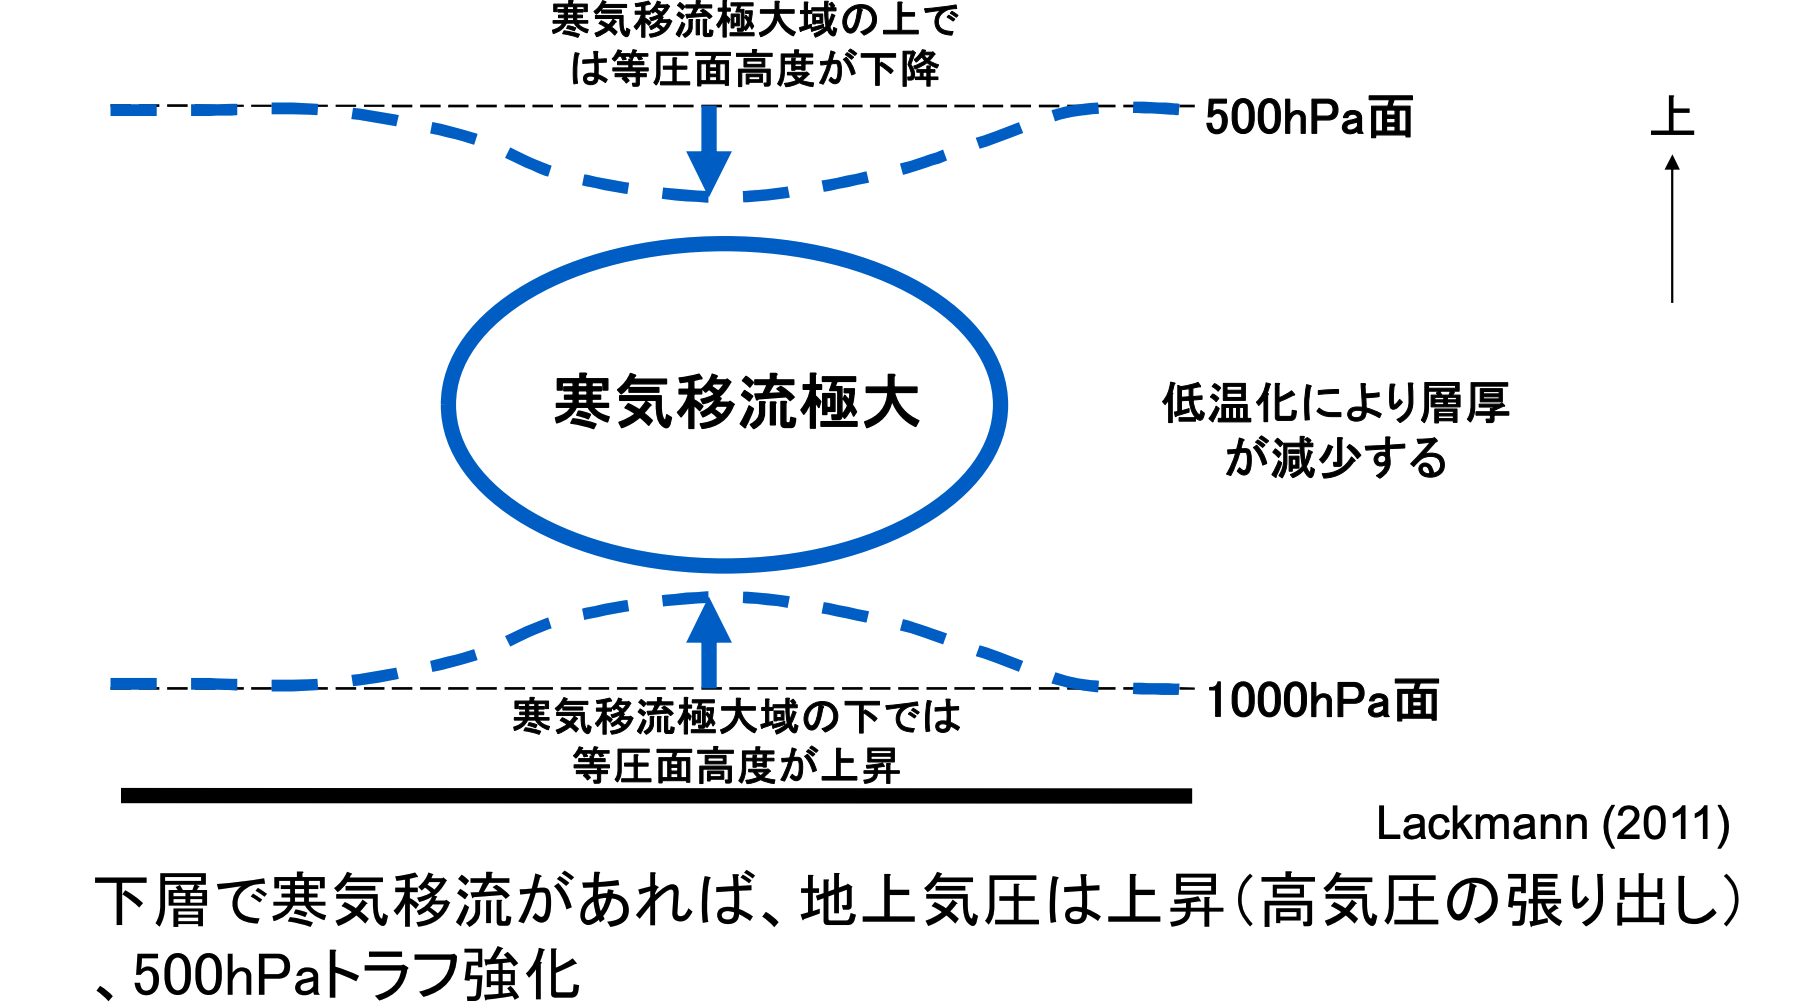 寒気移流極大域の上で
は等圧面高度が下降
500hPa面
上
寒気移流極大
低温化により層厚
が減少する
1000hPa面
寒気移流極大域の下では
等圧面高度が上昇
Lackmann (2011)
下層で寒気移流があれば、地上気圧は上昇（高気圧の張り出し）
、500hPaトラフ強化